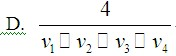 D. 4
v₁ □ v₂ □ v₃ □ v₄